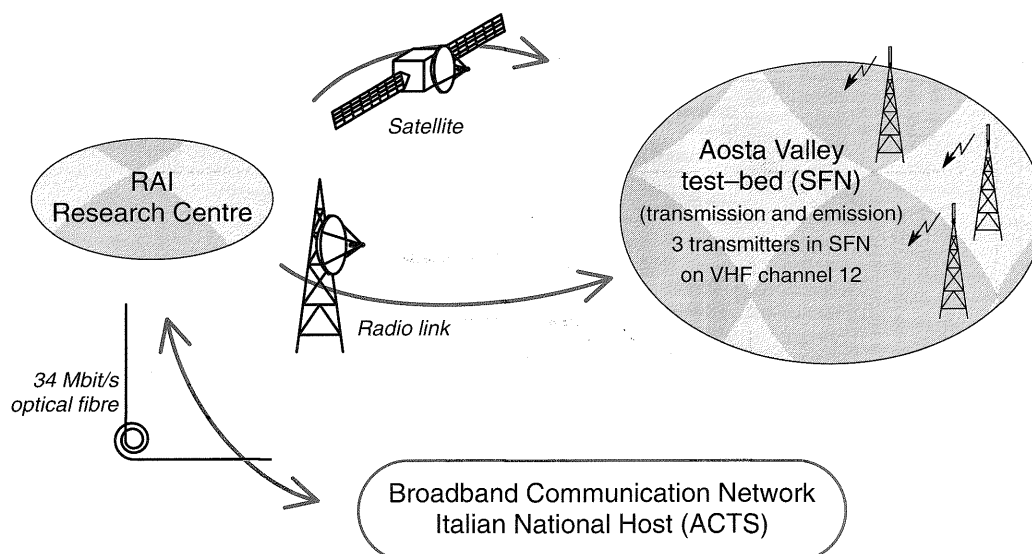 Satellite
RAI
Research Centre
Aosta Valley
test–bed (SFN)
(transmission and emission)
3 transmitters in SFN
on VHF channel 12
Radio link
34 Mbit/s
optical fibre
Broadband Communication Network
Italian National Host (ACTS)